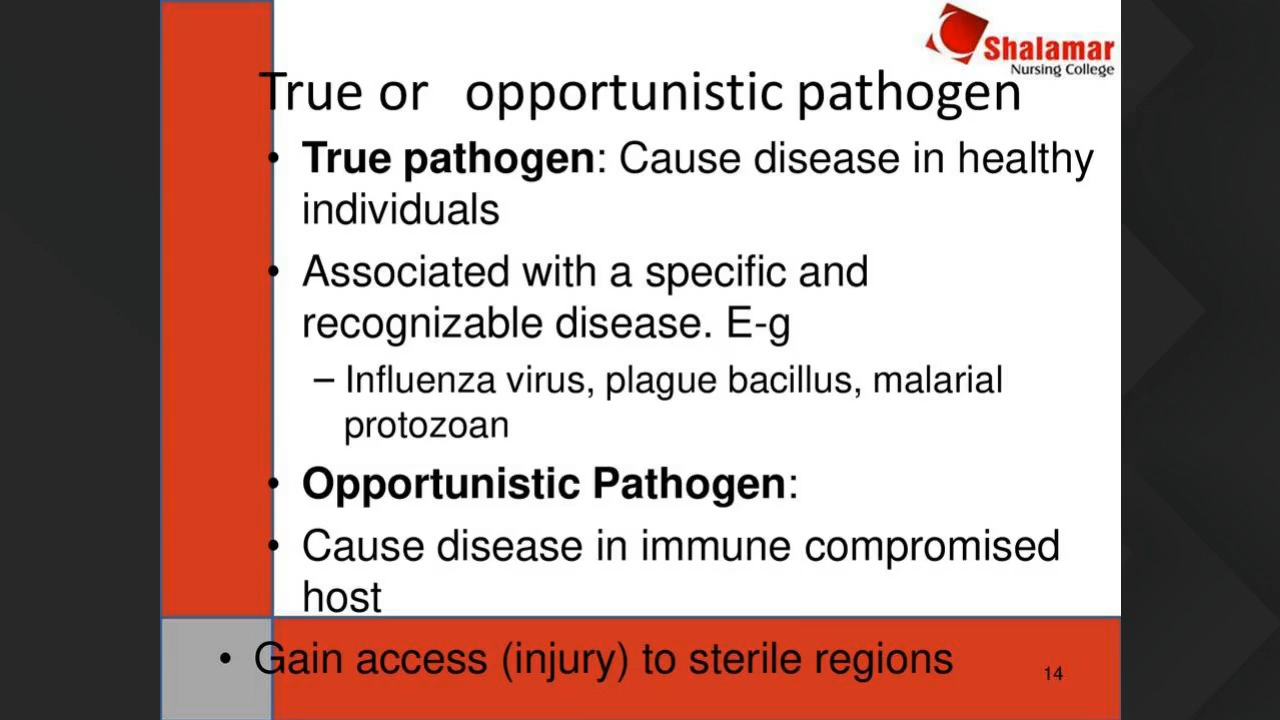 Shalamar
Nursing College
True or opportunistic pathogen
• True pathogen: Cause disease in healthy
individuals
• Associated with a specific and
recognizable disease. E-g
– Influenza virus, plague bacillus, malarial
protozoan
• Opportunistic Pathogen:
• Cause disease in immune compromised
host
• Gain access (injury) to sterile regions
14